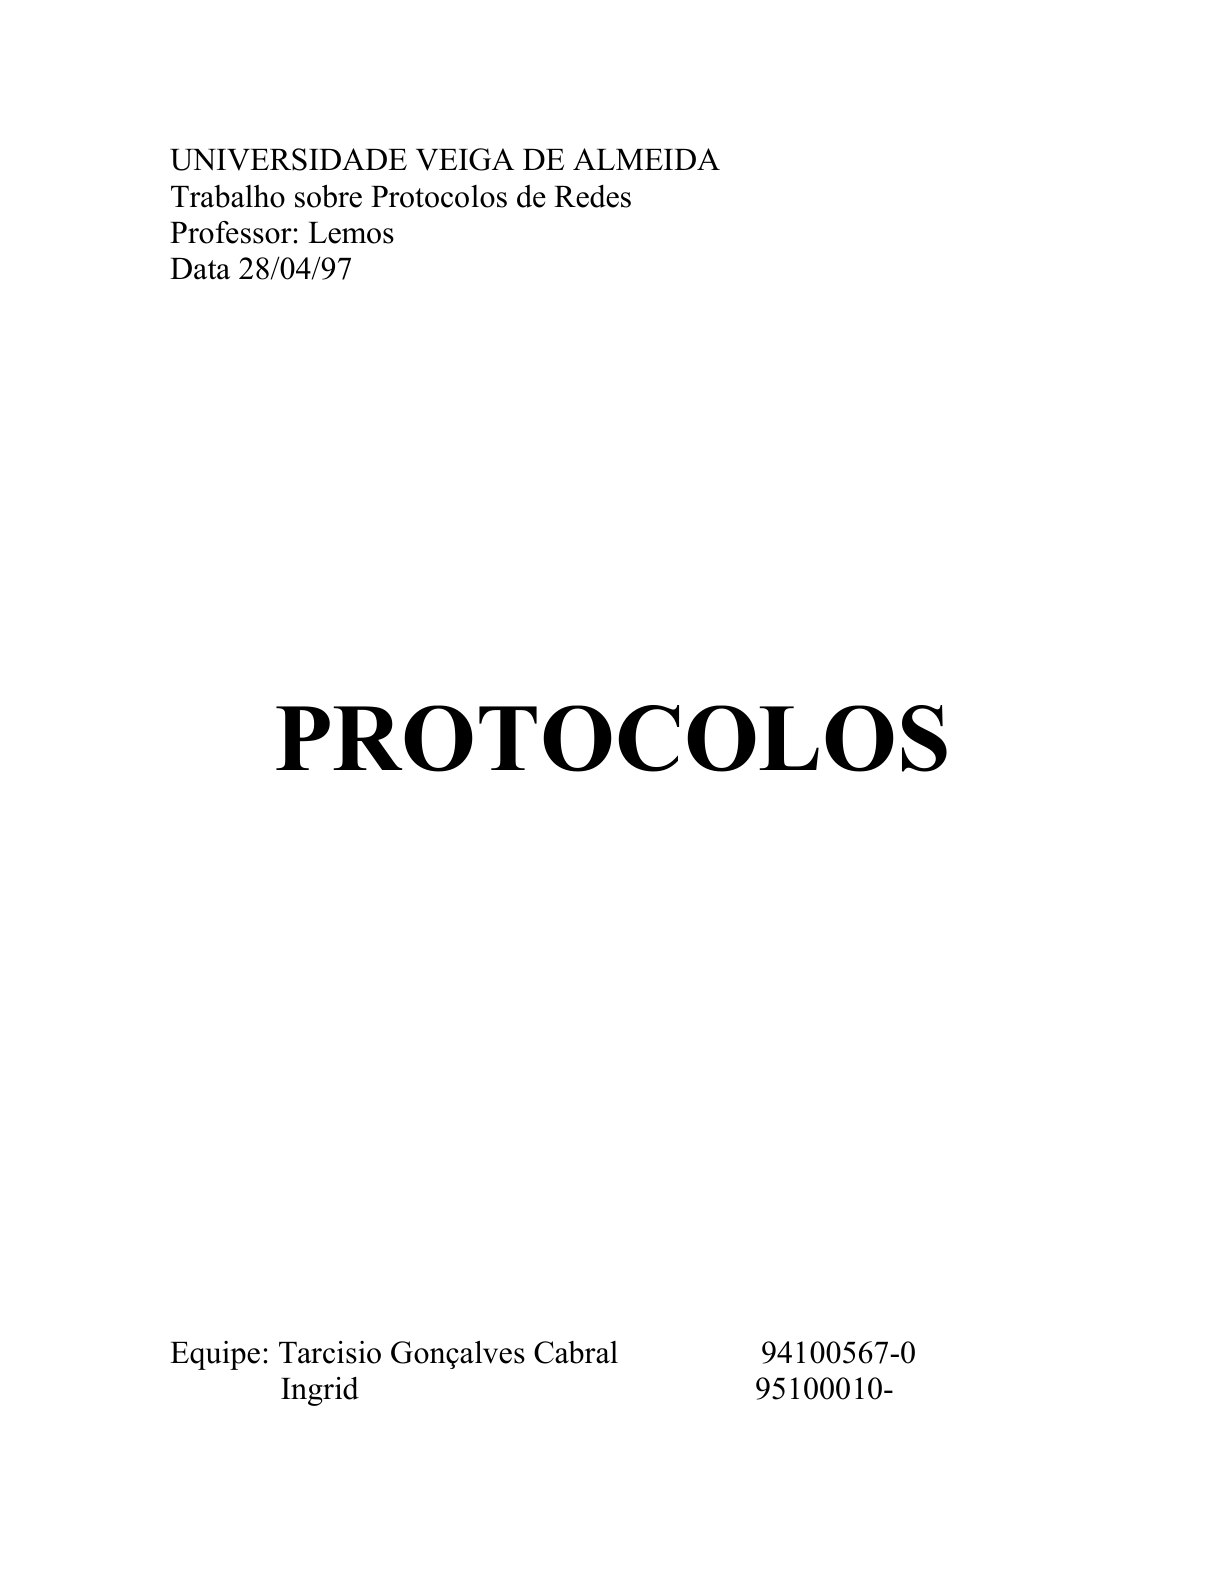 UNIVERSIDADE VEIGA DE ALMEIDA
Trabalho sobre Protocolos de Redes
Professor: Lemos
Data 28/04/97
PROTOCOLOS
Equipe: Tarcisio Gonçalves Cabral 94100567-0
Ingrid 95100010-